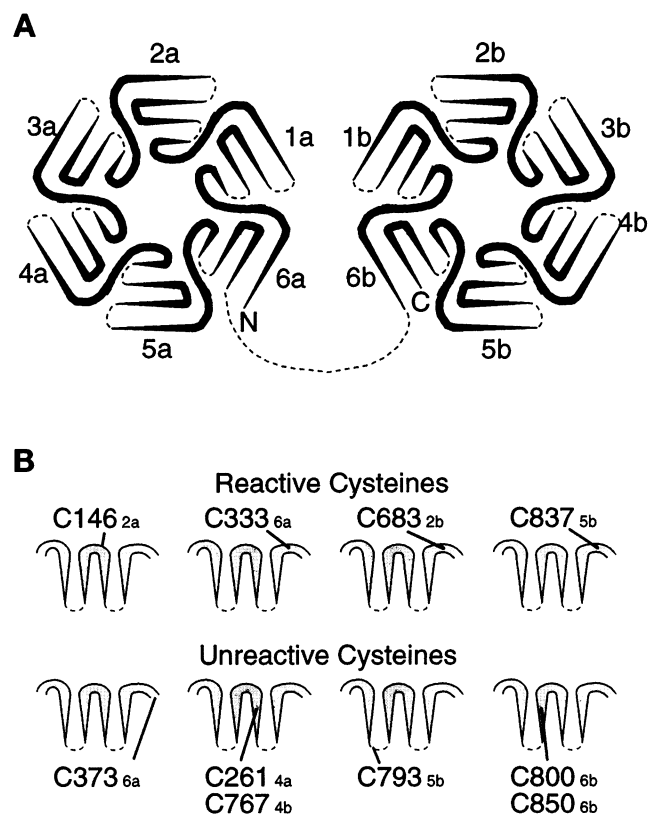 A
2a 2b
3a 1a 1b 3b
4a 6a 6b C 4b
N
5a 5b
B
Reactive Cysteines
C146 2a C333 6a C683 2b C837 5b
Unreactive Cysteines
C373 6a C261 4a C793 5b C800 6b
C767 4b C850 6b